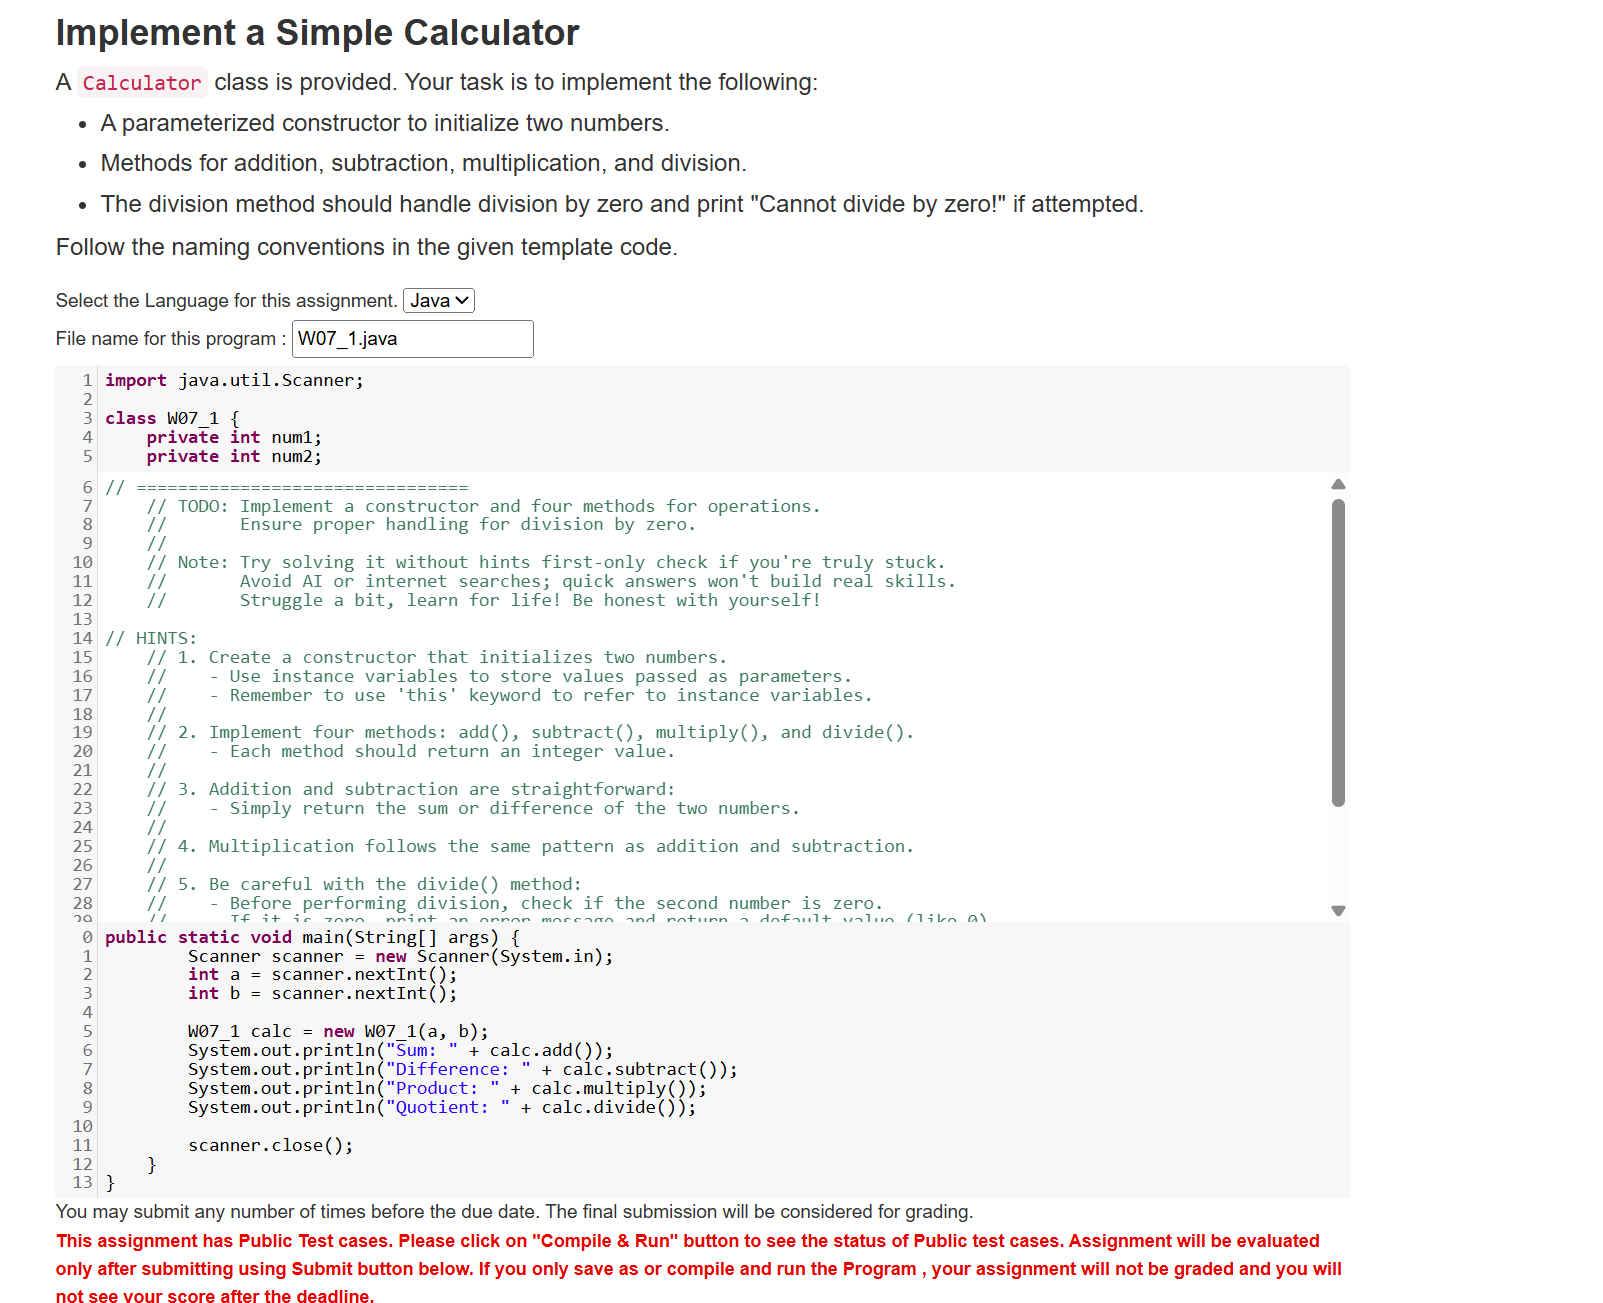 Implement a Simple Calculator
A Calculator class is provided. Your task is to implement the following:
• A parameterized constructor to initialize two numbers.
• Methods for addition, subtraction, multiplication, and division.
• The division method should handle division by zero and print "Cannot divide by zero!" if attempted.
Follow the naming conventions in the given template code.
Select the Language for this assignment. Java
File name for this program : W07_1.java
1 import java.util.Scanner;
2
3 class W07_1 {
4     private int num1;
5     private int num2;
6 // ================================
7     // TODO: Implement a constructor and four methods for operations.
8     //       Ensure proper handling for division by zero.
9     //
10     // Note: Try solving it without hints first-only check if you're truly stuck.
11     //       Avoid AI or internet searches; quick answers won't build real skills.
12     //       Struggle a bit, learn for life! Be honest with yourself!
13
14 // HINTS:
15     // 1. Create a constructor that initializes two numbers.
16     //    - Use instance variables to store values passed as parameters.
17     //    - Remember to use 'this' keyword to refer to instance variables.
18     //
19     // 2. Implement four methods: add(), subtract(), multiply(), and divide().
20     //    - Each method should return an integer value.
21     //
22     // 3. Addition and subtraction are straightforward:
23     //    - Simply return the sum or difference of the two numbers.
24     //
25     // 4. Multiplication follows the same pattern as addition and subtraction.
26     //
27     // 5. Be careful with the divide() method:
28     //    - Before performing division, check if the second number is zero.
29     //    If it is zero, print an error message and return a default value (like 0)
0 public static void main(String[] args) {
1         Scanner scanner = new Scanner(System.in);
2         int a = scanner.nextInt();
3         int b = scanner.nextInt();
4
5         W07_1 calc = new W07_1(a, b);
6         System.out.println("Sum: " + calc.add());
7         System.out.println("Difference: " + calc.subtract());
8         System.out.println("Product: " + calc.multiply());
9         System.out.println("Quotient: " + calc.divide());
10
11         scanner.close();
12     }
13 }
You may submit any number of times before the due date. The final submission will be considered for grading.
This assignment has Public Test cases. Please click on "Compile & Run" button to see the status of Public test cases. Assignment will be evaluated
only after submitting using Submit button below. If you only save as or compile and run the Program , your assignment will not be graded and you will
not see your score after the deadline.